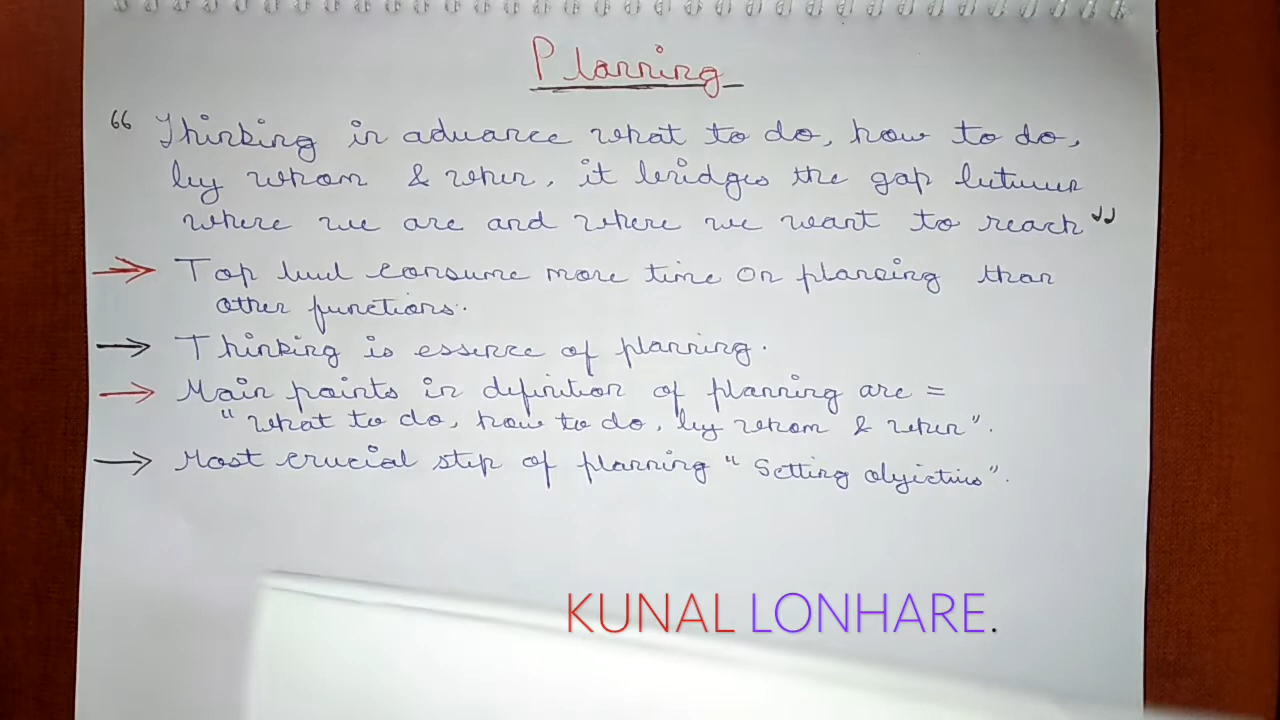 Planning
“ Thinking in advance what to do, how to do,
by whom & when, it bridges the gap between
where we are and where we want to reach ”
→ Top level consume more time on planning than
other functions.
→ Thinking is essence of planning.
→ Main points in definition of planning are =
“ what to do, how to do, by whom & when”.
→ Most crucial step of planning “ Setting objectives”.
KUNAL LONHARE.